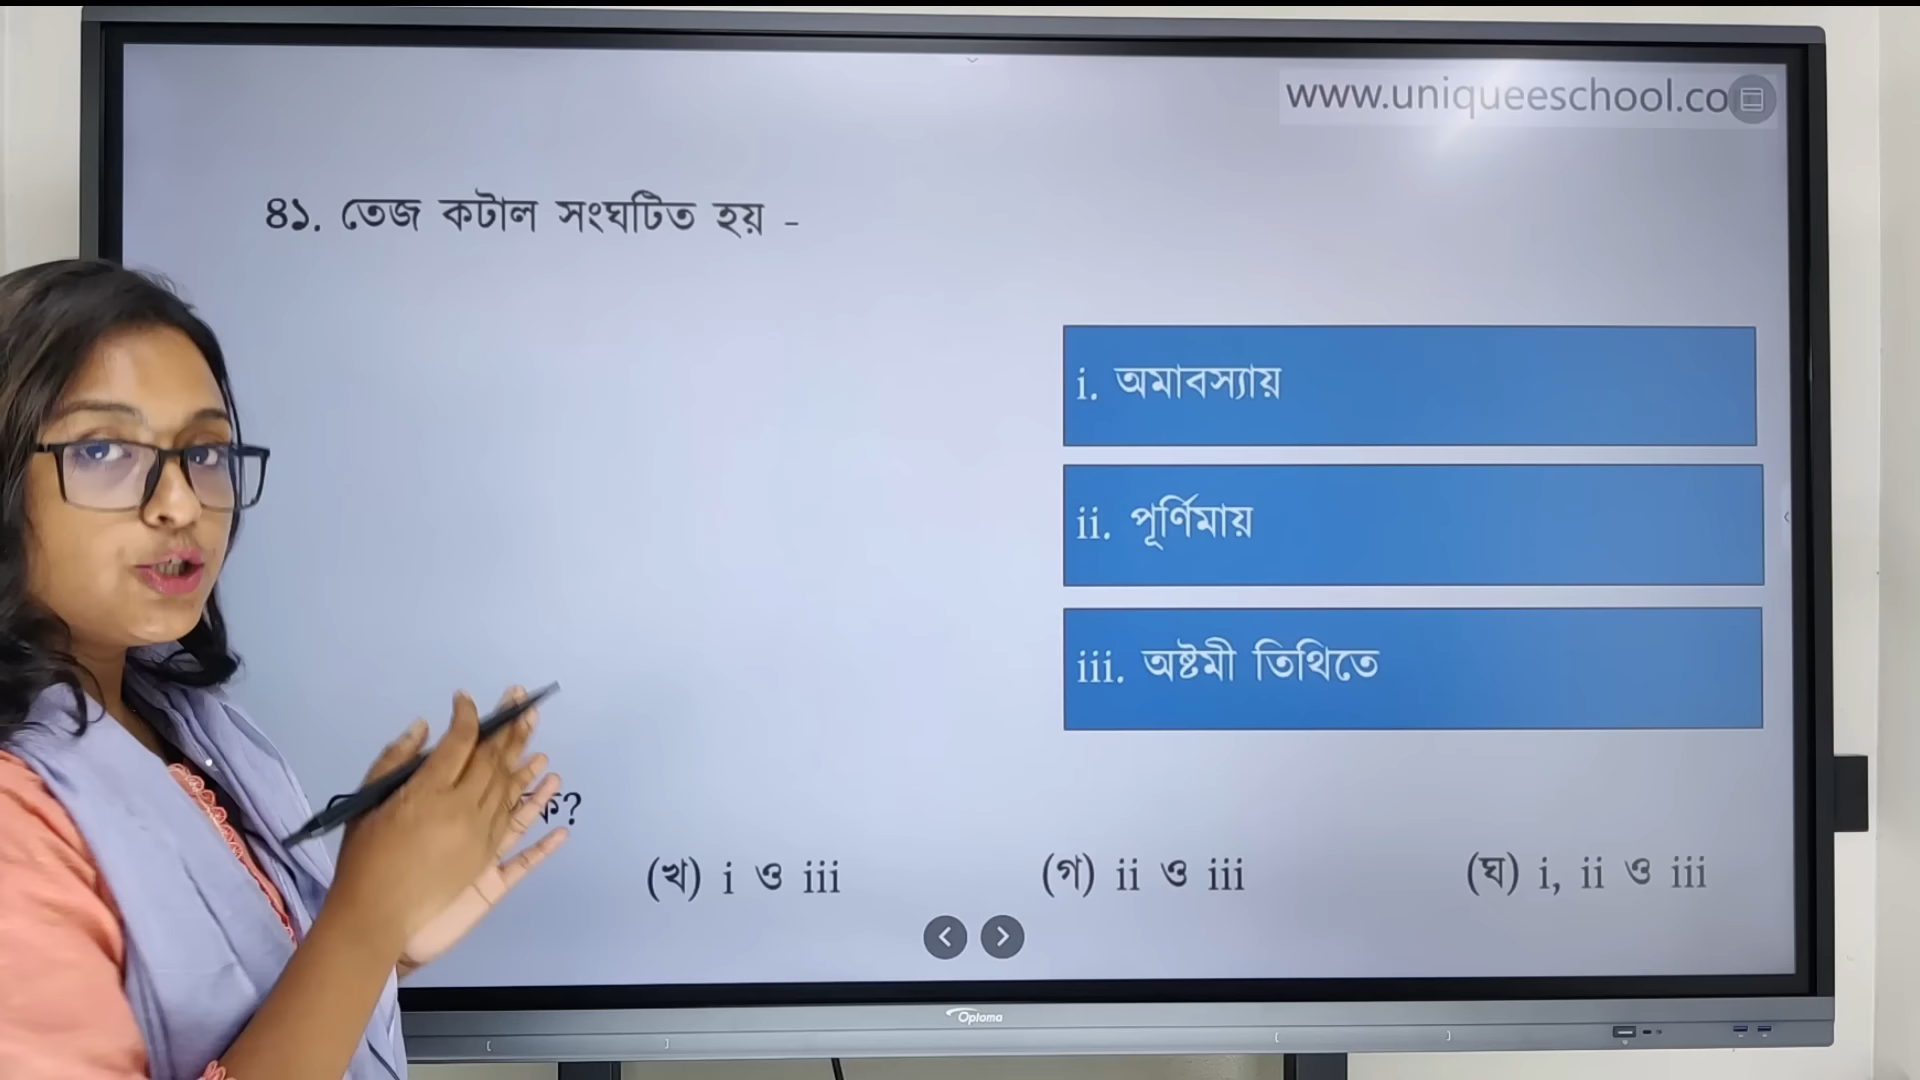 www.uniqueeschool.co
৪১. তেজ কটাল সংঘটিত হয় -
i. অমাবস্যায়
ii. পূর্ণিমায়
iii. অষ্টমী তিথিতে
(খ) i ও iii
(গ) ii ও iii
(ঘ) i, ii ও iii
Optoma